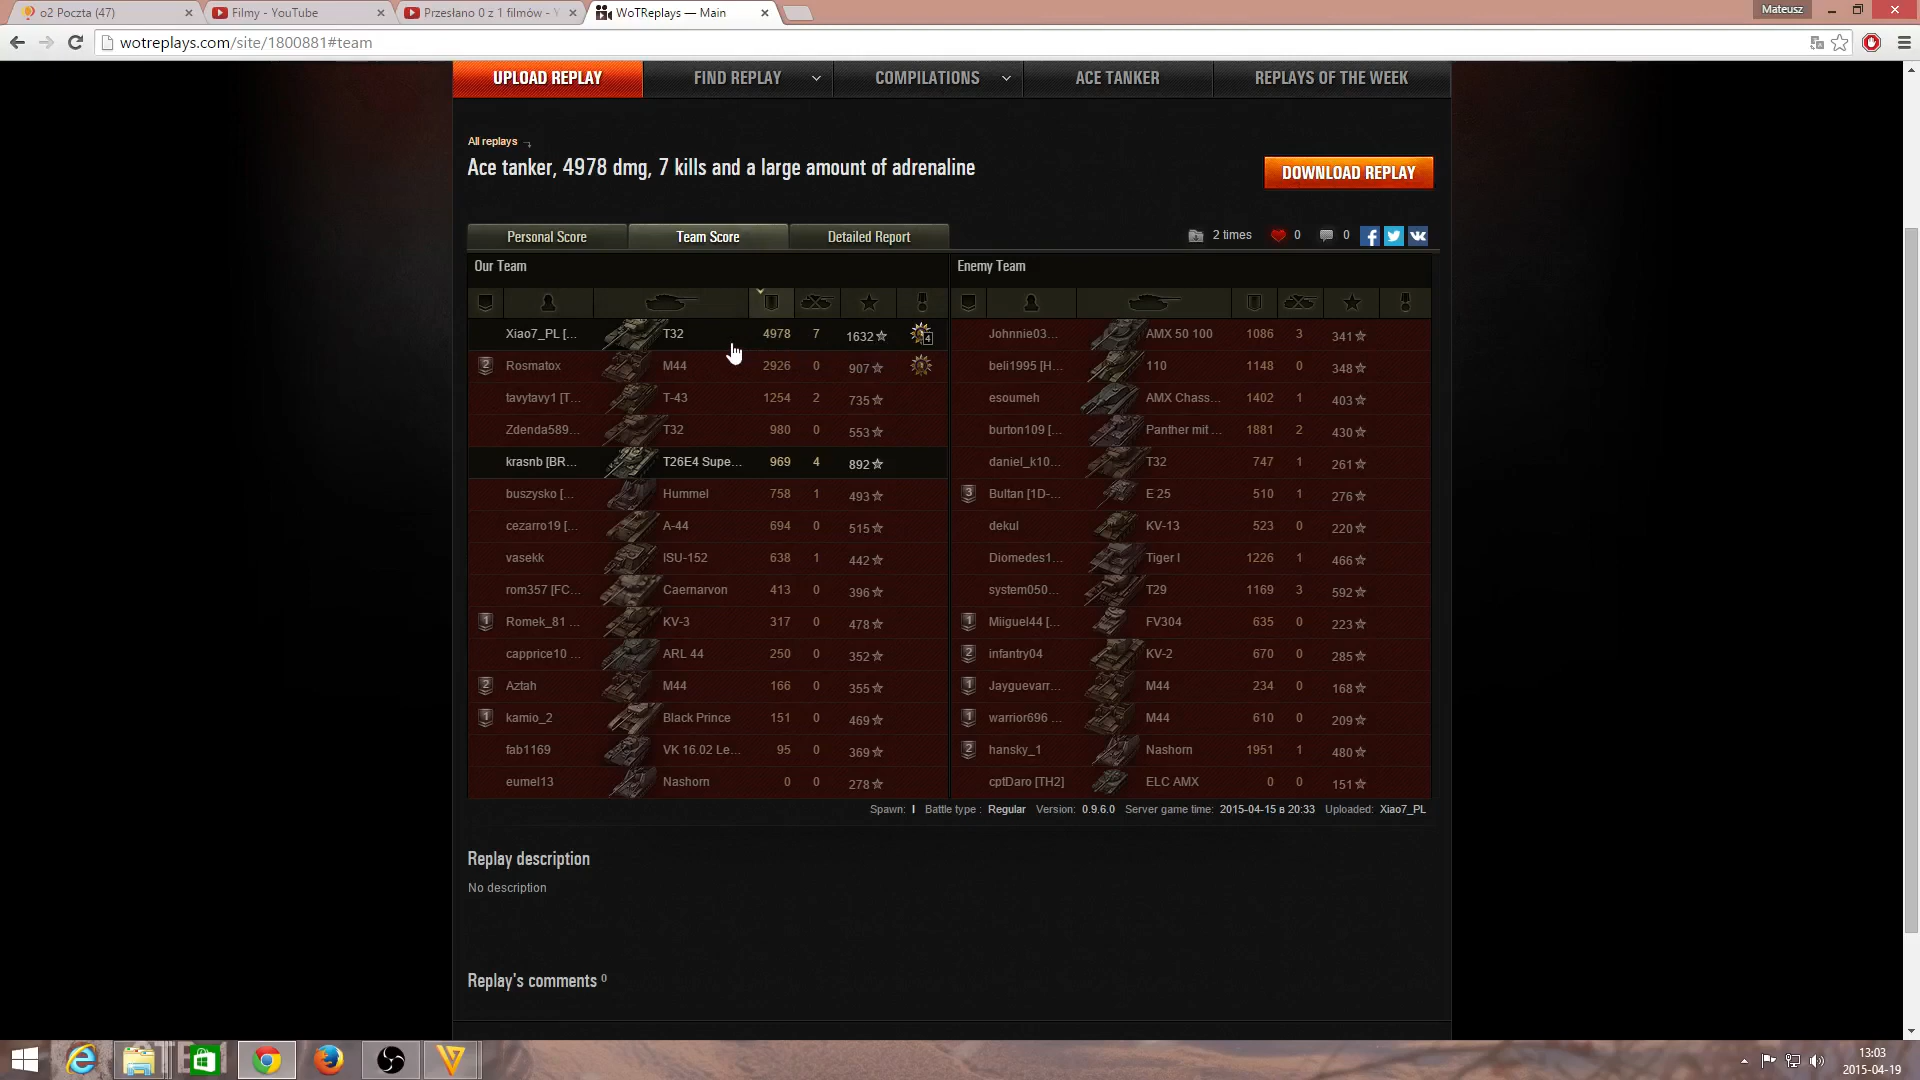 o2 Poczta (47)
Filmy - YouTube
Przesłano 0 z 1 filmów - Y
WoTReplays — Main
Mateusz
wotreplays.com/site/1800881#team
UPLOAD REPLAY
FIND REPLAY
COMPILATIONS
ACE TANKER
REPLAYS OF THE WEEK
All replays
Ace tanker, 4978 dmg, 7 kills and a large amount of adrenaline
DOWNLOAD REPLAY
Personal Score
Team Score
Detailed Report
2 times
0
0
Our Team
Enemy Team
Xiao7_PL [... T32 4978 7 1632 4
Johnnie03... AMX 50 100 1086 3 341
2 Rosmatox M44 2926 0 907
beli1995 [H... 110 1148 0 348
tavytavy1 [T... T-43 1254 2 735
esoumeh AMX Chass... 1402 1 403
Zdenda589... T32 980 0 553
burton109 [... Panther mit ... 1881 2 430
krasnb [BR... T26E4 Supe... 969 4 892
daniel_k10... T32 747 1 261
buszysko [... Hummel 758 1 493
3 Bultan [1D-... E 25 510 1 276
cezarro19 [... A-44 694 0 515
dekul KV-13 523 0 220
vasekk ISU-152 638 1 442
Diomedes1... Tiger I 1226 1 466
rom357 [FC... Caernarvon 413 0 396
system050... T29 1169 3 592
1 Romek_81 ... KV-3 317 0 478
1 Miiguel44 [... FV304 635 0 223
capprice10 ... ARL 44 250 0 352
2 infantry04 KV-2 670 0 285
2 Aztah M44 166 0 355
1 Jayguevarr... M44 234 0 168
1 kamio_2 Black Prince 151 0 469
1 warrior696 ... M44 610 0 209
fab1169 VK 16.02 Le... 95 0 369
2 hansky_1 Nashorn 1951 1 480
eumel13 Nashorn 0 0 278
cptDaro [TH2] ELC AMX 0 0 151
Spawn: I Battle type : Regular Version: 0.9.6.0 Server game time: 2015-04-15 в 20:33 Uploaded: Xiao7_PL
Replay description
No description
Replay's comments 0
13:03
2015-04-19